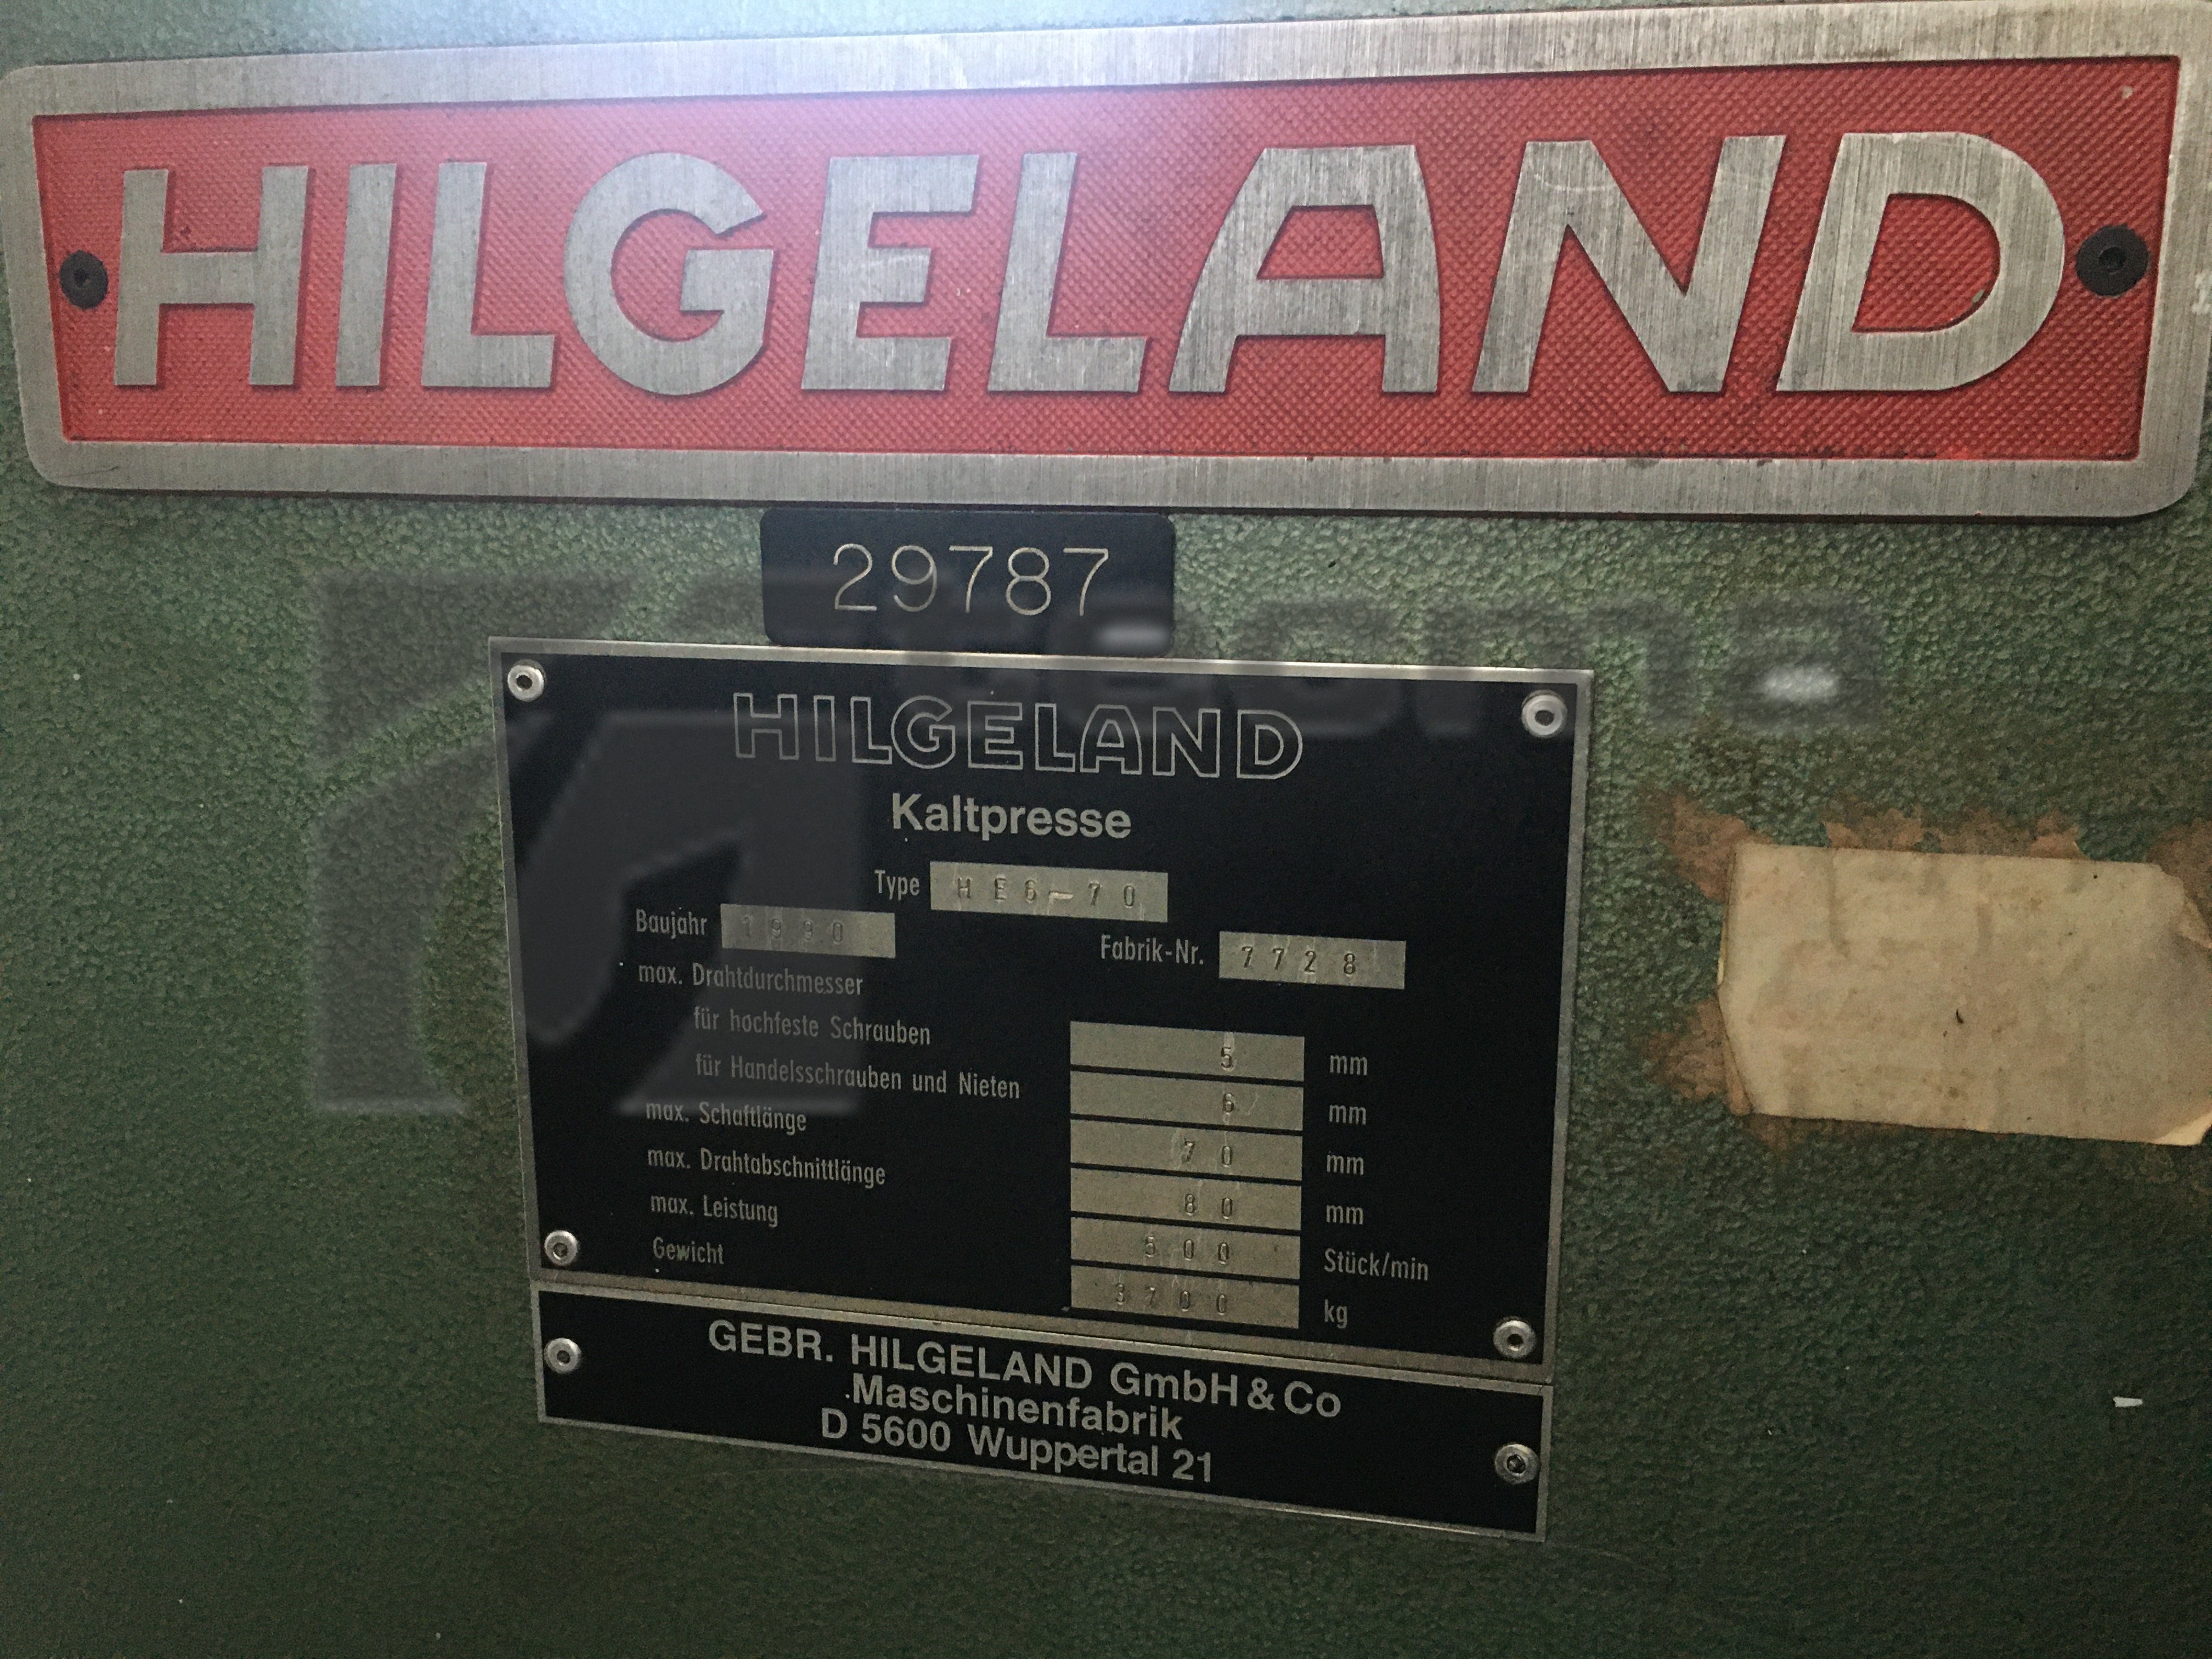 HILGELAND
29787
HILGELAND
Kaltpresse
Type HE6-70
Baujahr 1990 Fabrik-Nr. 7728
max. Drahtdurchmesser
für hochfeste Schrauben 5 mm
für Handelsschrauben und Nieten 6 mm
max. Schaftlänge 70 mm
max. Drahtabschnittlänge 80 mm
max. Leistung 500 Stück/min
Gewicht 3700 kg
GEBR. HILGELAND GmbH & Co
Maschinenfabrik
D 5600 Wuppertal 21